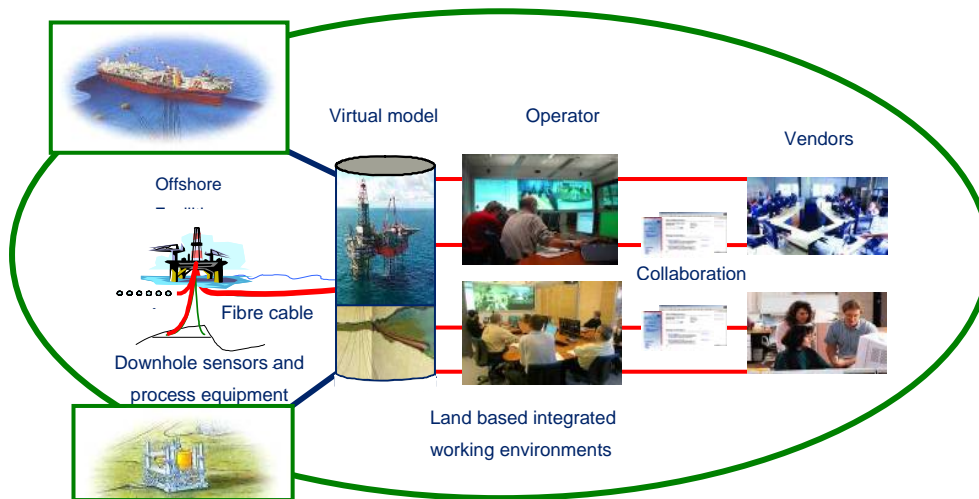 Virtual model
Operator
Vendors
Offshore
Collaboration
Fibre cable
Downhole sensors and
process equipment
Land based integrated
working environments